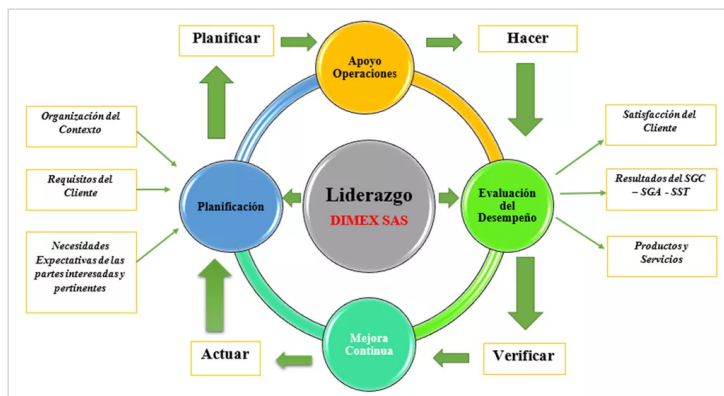 Planificar
Hacer
Apoyo
Operaciones
Organización del
Contexto
Requisitos del
Cliente
Necesidades
Expectativas de las
partes interesadas y
pertinentes
Planificación
Liderazgo
DIMEX SAS
Evaluación
del
Desempeño
Satisfacción del
Cliente
Resultados del SGC
– SGA - SST
Productos y
Servicios
Mejora
Continua
Actuar
Verificar